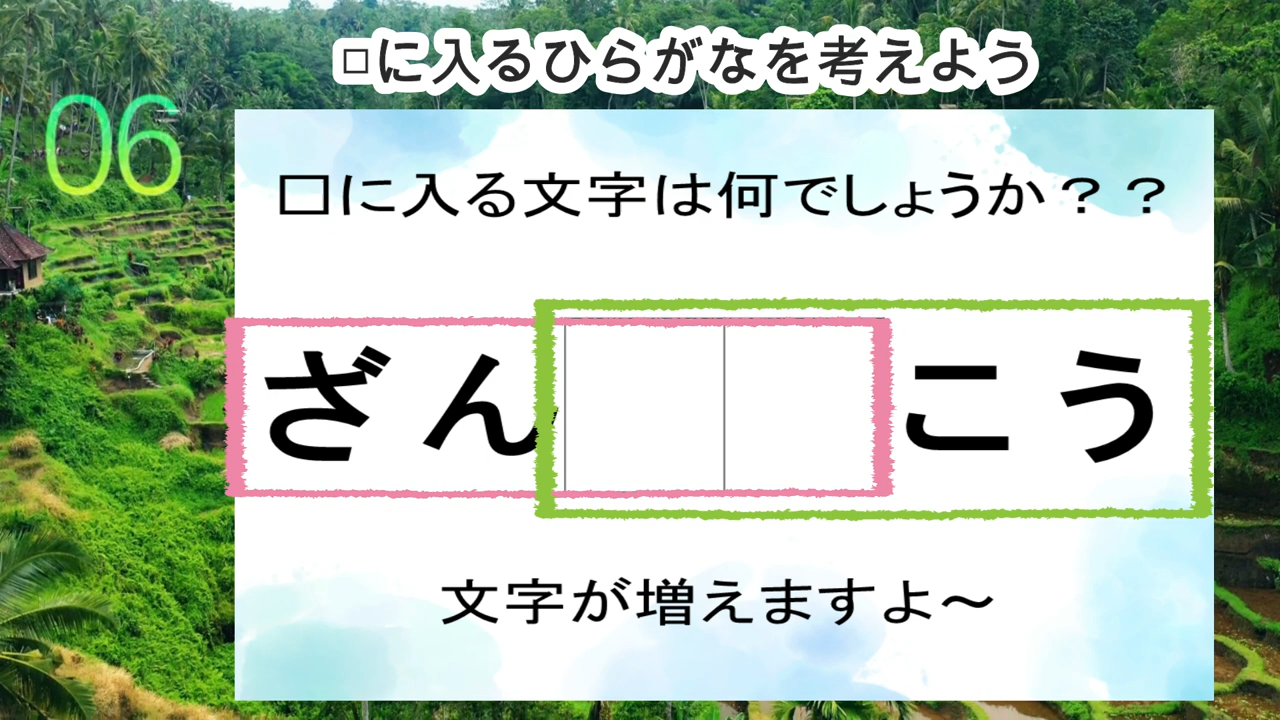 □に入るひらがなを考えよう
06
□に入る文字は何でしょうか？？
ざん□□こう
文字が増えますよ～